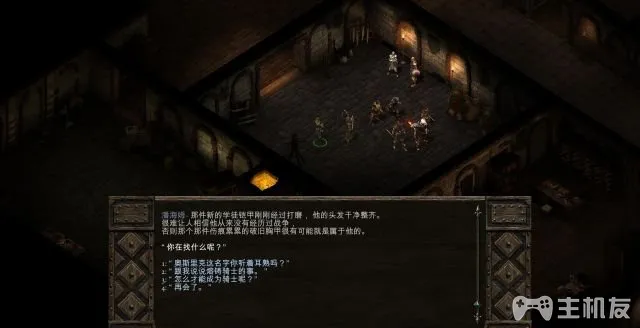 潘海姆: 那件新的学徒铠甲刚刚经过打磨，他的头发干净整齐。
很难让人相信他从来没有经历过战争，
否则那个那件伤痕累累的破旧胸甲很有可能就是属于他的。
“你在找什么呢？”
1:“奥斯里克这名字你听着耳熟吗？”
2:“跟我说说熔铸骑士的事。”
3:“怎么才能成为骑士呢？”
4:“再会了。”
主机友